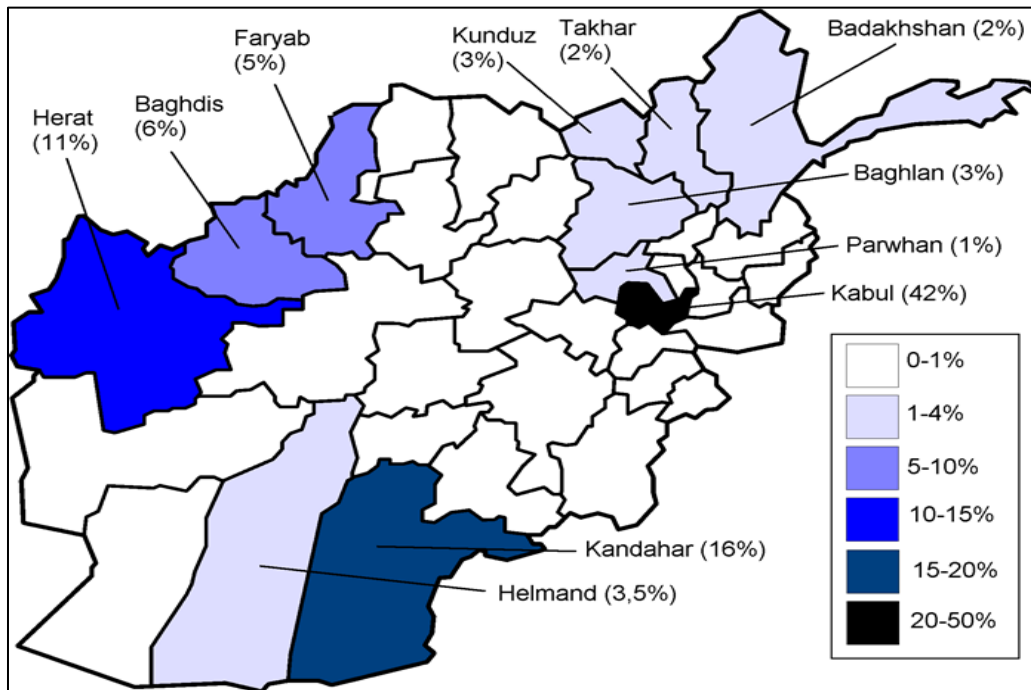 Faryab
(5%)
Kunduz
(3%)
Takhar
(2%)
Badakhshan (2%)
Herat
(11%)
Baghdis
(6%)
Baghlan (3%)
Parwhan (1%)
Kabul (42%)
0-1%
1-4%
5-10%
10-15%
15-20%
20-50%
Kandahar (16%)
Helmand (3,5%)